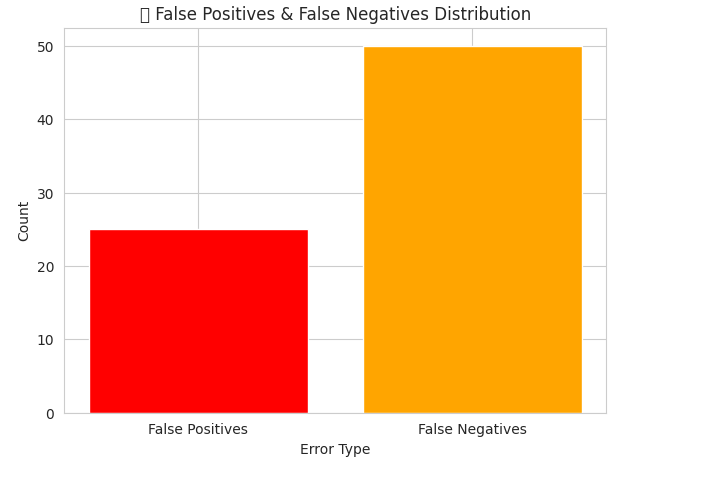 False Positives & False Negatives Distribution
50
40
30
20
10
0
Count
False Positives
False Negatives
Error Type